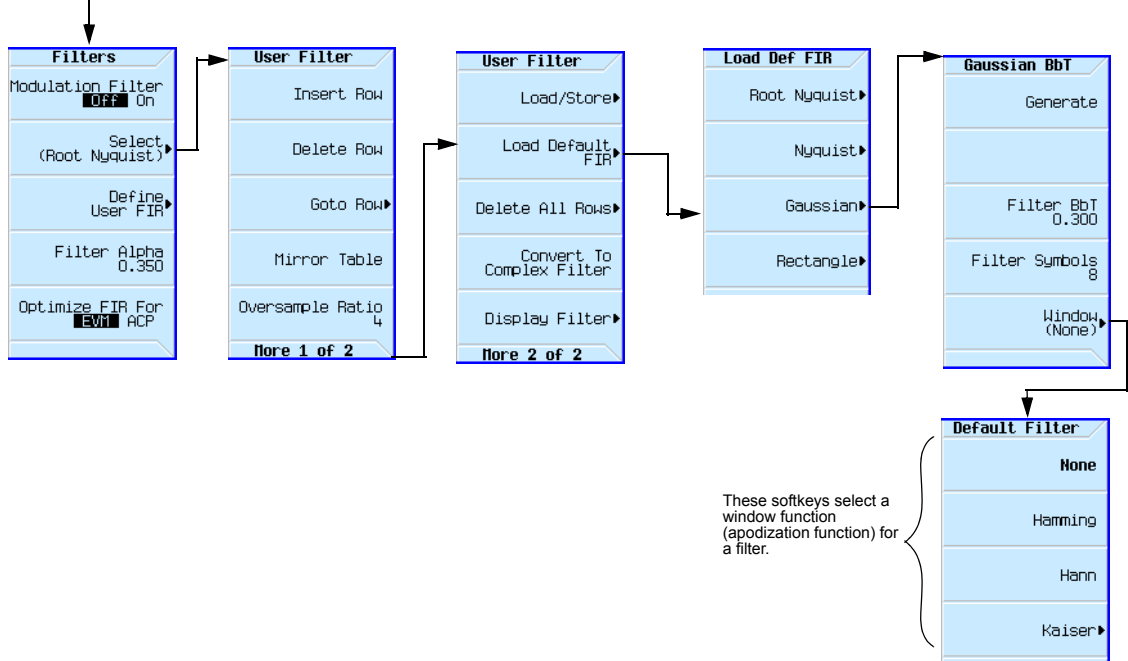 Filters
Modulation Filter
Off On
Select
(Root Nyquist)
Define
User FIR
Filter Alpha
0.350
Optimize FIR For
EVM ACP
User Filter
Insert Row
Delete Row
Goto Row
Mirror Table
Oversample Ratio
4
More 1 of 2
User Filter
Load/Store
Load Default
FIR
Delete All Rows
Convert To
Complex Filter
Display Filter
More 2 of 2
Load Def FIR
Root Nyquist
Nyquist
Gaussian
Rectangle
Gaussian BbT
Generate
Filter BbT
0.300
Filter Symbols
8
Window
(None)
Default Filter
None
Hamming
Hann
Kaiser
These softkeys select a
window function
(apodization function) for
a filter.